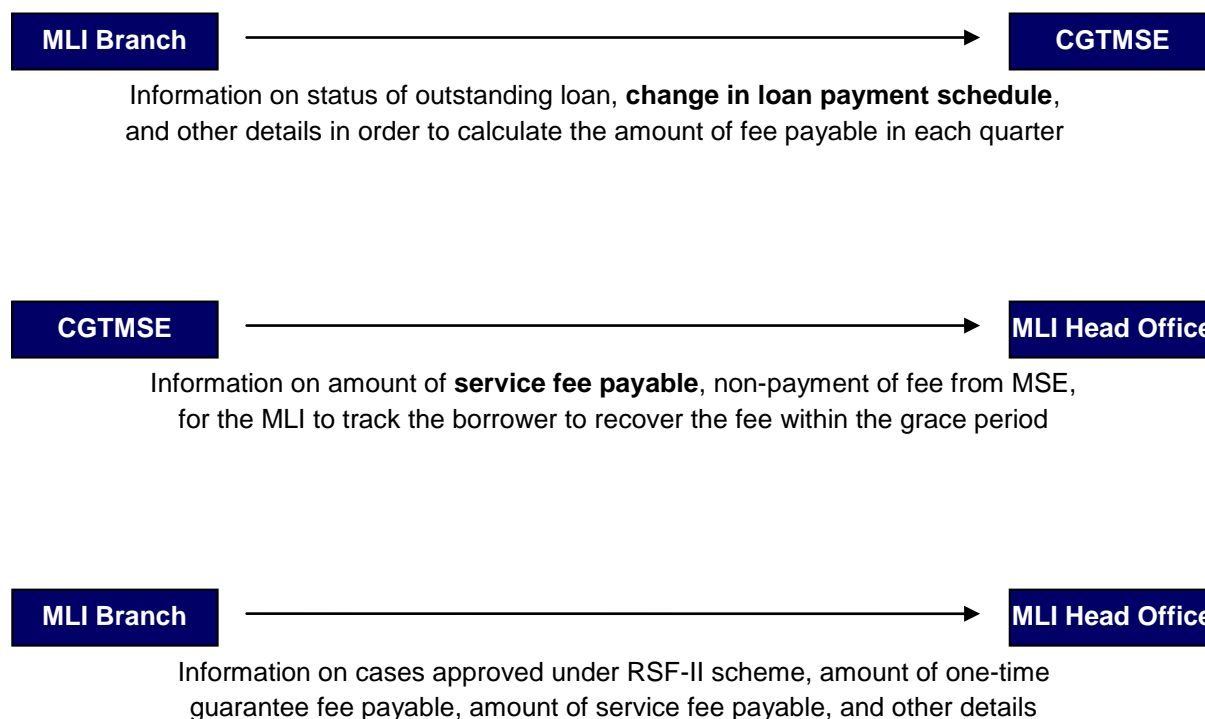 MLI Branch
CGTMSE
Information on status of outstanding loan, change in loan payment schedule,
and other details in order to calculate the amount of fee payable in each quarter
CGTMSE
MLI Head Office
Information on amount of service fee payable, non-payment of fee from MSE,
for the MLI to track the borrower to recover the fee within the grace period
MLI Branch
MLI Head Office
Information on cases approved under RSF-II scheme, amount of one-time
guarantee fee payable, amount of service fee payable, and other details